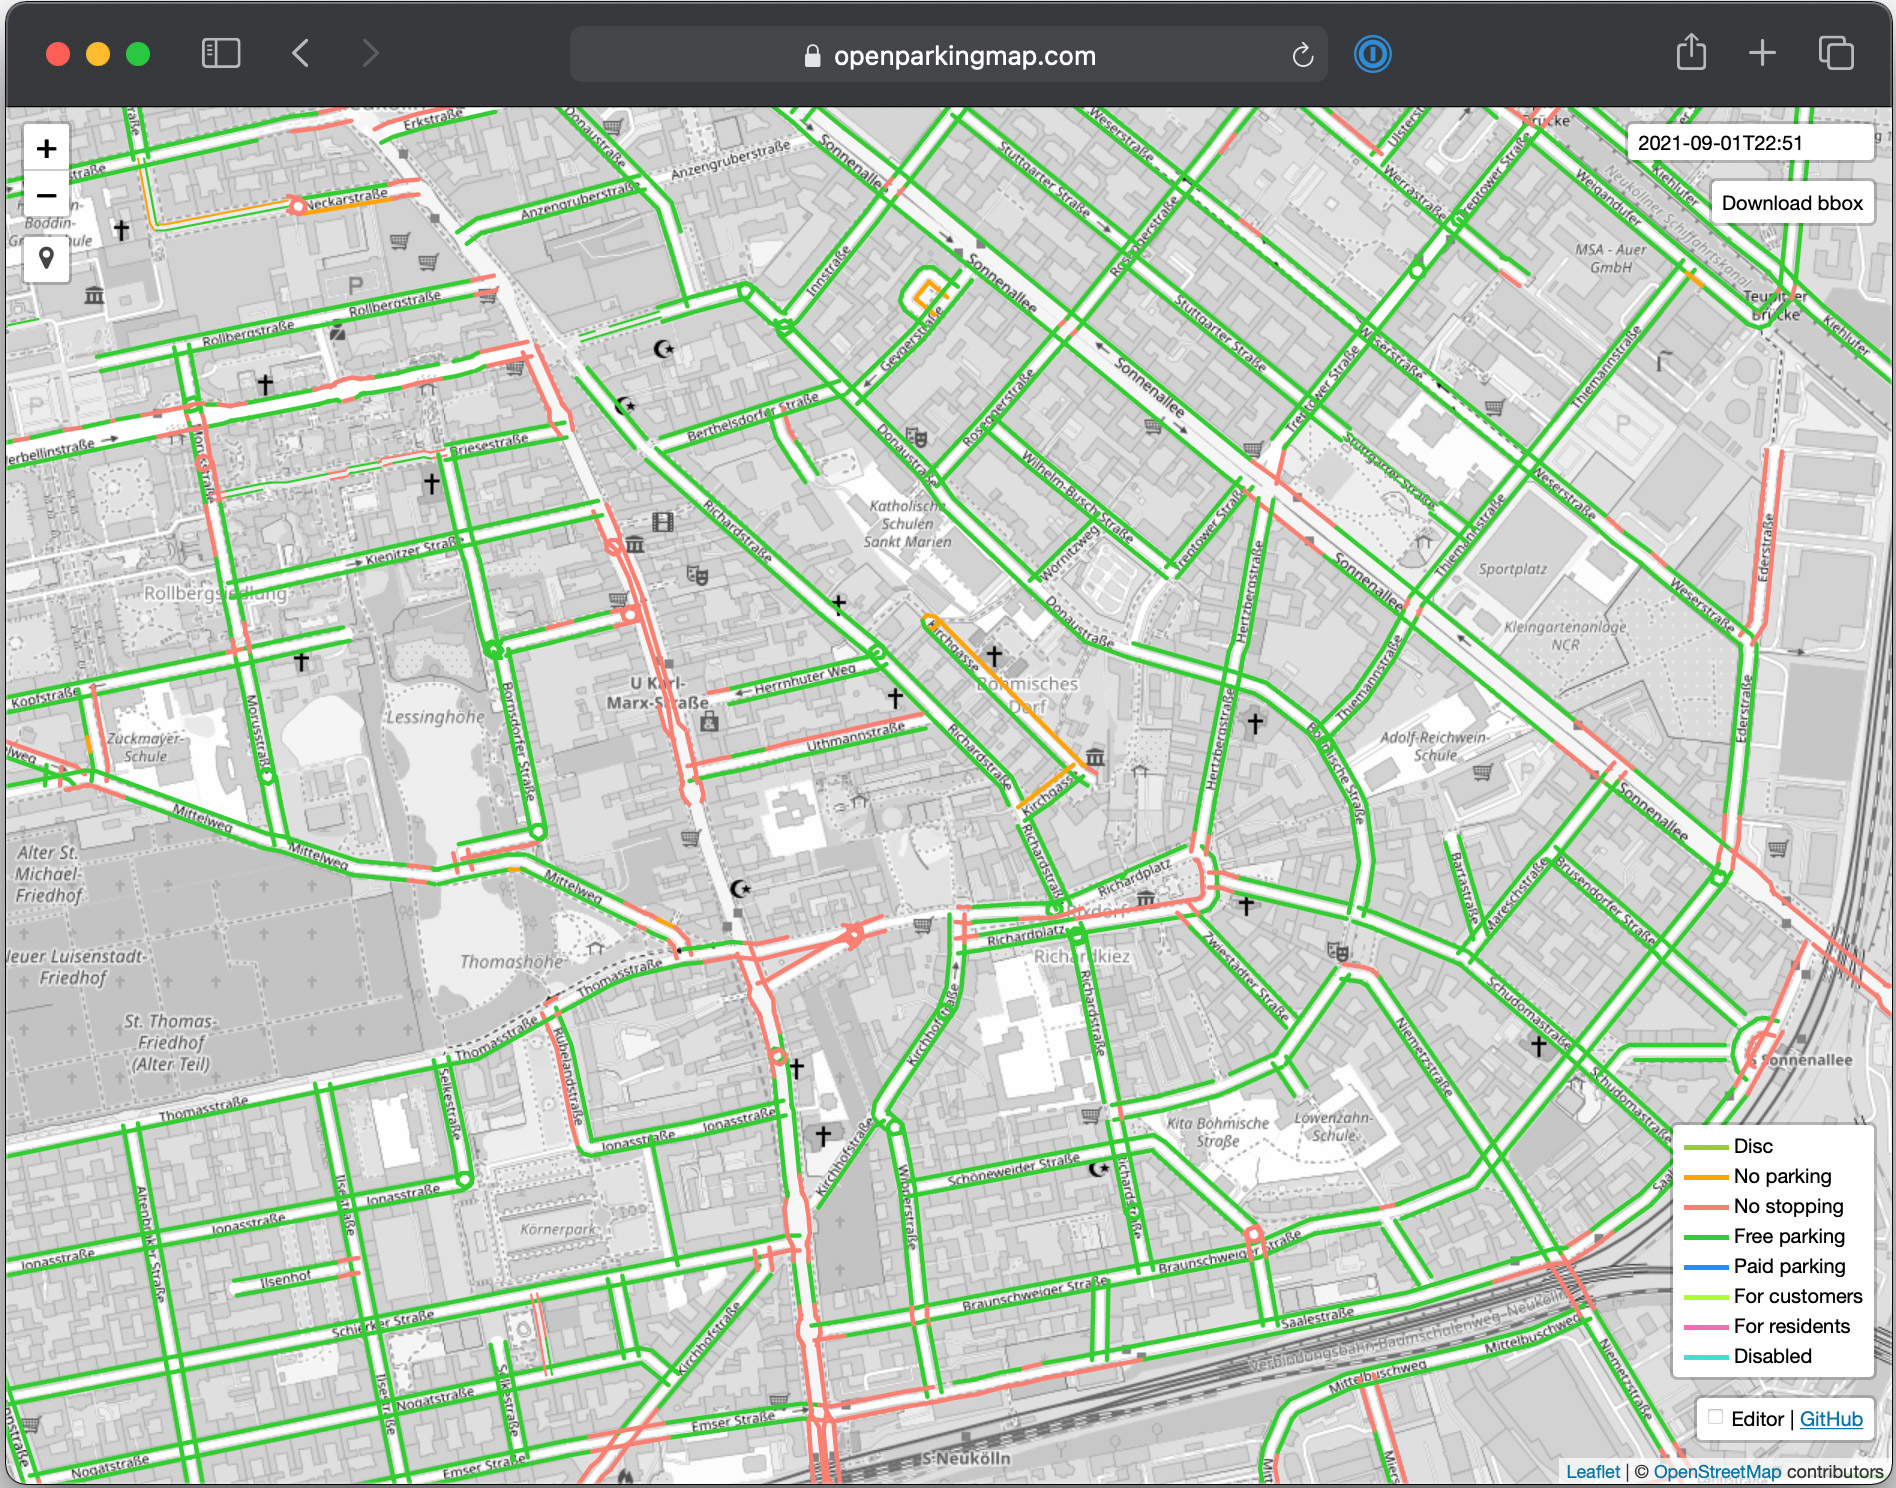 openparkingmap.com
2021-09-01T22:51
Download bbox
+
−
Erkstraße
Donaustraße
Anzengruberstraße
Anzengruberstraße
Sonnenallee
Stuttgarter Straße
Weserstraße
Werrastraße
Brücke
Weigandufer
Kiehlufer
Neuköllner Schiffahrtskanal
MSA - Auer
GmbH
Teupitzer
Brücke
Kiehlufer
Neckarstraße
Rollbergstraße
Rollbergstraße
P
Innstraße
Sonnenallee
Geygerstraße
Stuttgarter Straße
Weserstraße
Treptower Straße
Thiemannstraße
Sonnenallee
Berthelsdorfer Straße
Briesestraße
Donaustraße
Roseggerstraße
Wilhelm-Busch-Straße
Stuttgarter Straße
Weserstraße
P
P
Katholische
Schulen
Sankt Marien
Richardstraße
Kienitzer Straße
Rollbergsiedlung
Wörnitzweg
Treptower Straße
Hertzbergstraße
Thiemannstraße
Sonnenallee
Sportplatz
Ederstraße
Weserstraße
Kleingartenanlage
NCR
Donaustraße
Kirchgasse
Böhmisches
Dorf
Herrnhuter Weg
U Karl-
Marx-Straße
Kopfstraße
Zuckmayer-
Schule
Lessinghöhe
Morusstraße
Bornsdorfer Straße
Uthmannstraße
Richardstraße
Kirchgasse
Hertzbergstraße
Thiemannstraße
Böhmische Straße
Adolf-Reichwein-
Schule
P
Ederstraße
Sonnenallee
Mittelweg
Mittelweg
Mittelweg
Alter St.
Michael-
Friedhof
Richardstraße
Richardplatz
Rixdorf
Richardplatz
Richardkiez
Bartastraße
Mareschstraße
Brusendorfer Straße
Neuer Luisenstadt-
Friedhof
Thomashöhe
Thomasstraße
Zwiestädter Straße
Schudomastraße
St. Thomas-
Friedhof
(Alter Teil)
Thomasstraße
Rübelandstraße
Kirchhofstraße
Richardstraße
Niemetzstraße
S Sonnenallee
Schudomastraße
Thomasstraße
Selkestraße
Jonasstraße
Jonasstraße
Kita Böhmische
Straße
Löwenzahn-
Schule
Kirchhofstraße
Schöneweider Straße
Richardstraße
Wipperstraße
Altenbraker Straße
Ilsestraße
Jonasstraße
Jonasstraße
Jonasstraße
Körnerpark
Ilsenhof
Braunschweiger Straße
Braunschweiger Straße
Saalestraße
Schierker Straße
Kirchhofstraße
Verbindungsbahn Baumschulenweg-Neukölln
Mittelbuschweg
Mittelbuschweg
Niemetzstraße
Nogatstraße
Selkestraße
Ilsestraße
Emser Straße
Nogatstraße
Emser Straße
S Neukölln
Disc
No parking
No stopping
Free parking
Paid parking
For customers
For residents
Disabled
Editor | GitHub
Leaflet | © OpenStreetMap contributors